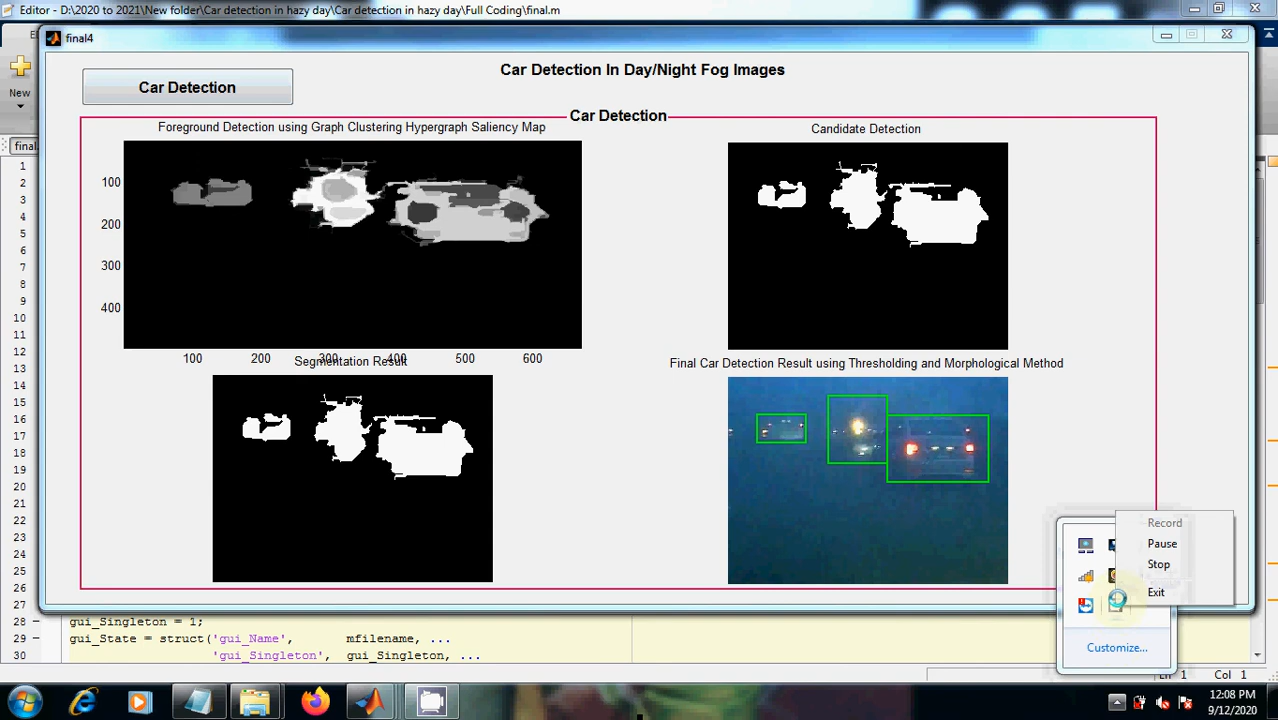 Editor - D:\2020 to 2021\New folder\Car detection in hazy day\Car detection in hazy day\Full Coding\final.m
final4
Car Detection
Car Detection In Day/Night Fog Images
New
Car Detection
Foreground Detection using Graph Clustering Hypergraph Saliency Map
Candidate Detection
final.
100
200
300
400
100 200 300 400 500 600
Segmentation Result
Final Car Detection Result using Thresholding and Morphological Method
1
2
3
4
5
6
7
8
9
10
11
12
13
14
15
16
17
18
19
20
21
22
23
24
25
26
27
28 – gui_Singleton = 1;
29 – gui_State = struct('gui_Name', mfilename, ...
30 'gui_Singleton', gui_Singleton, ...
Record
Pause
Stop
Exit
Customize...
Ln 1 Col 1
12:08 PM
9/12/2020